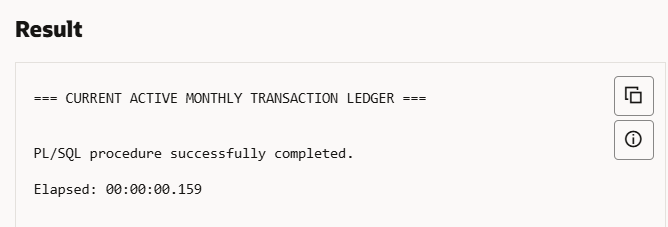 Result
=== CURRENT ACTIVE MONTHLY TRANSACTION LEDGER ===
PL/SQL procedure successfully completed.
Elapsed: 00:00:00.159